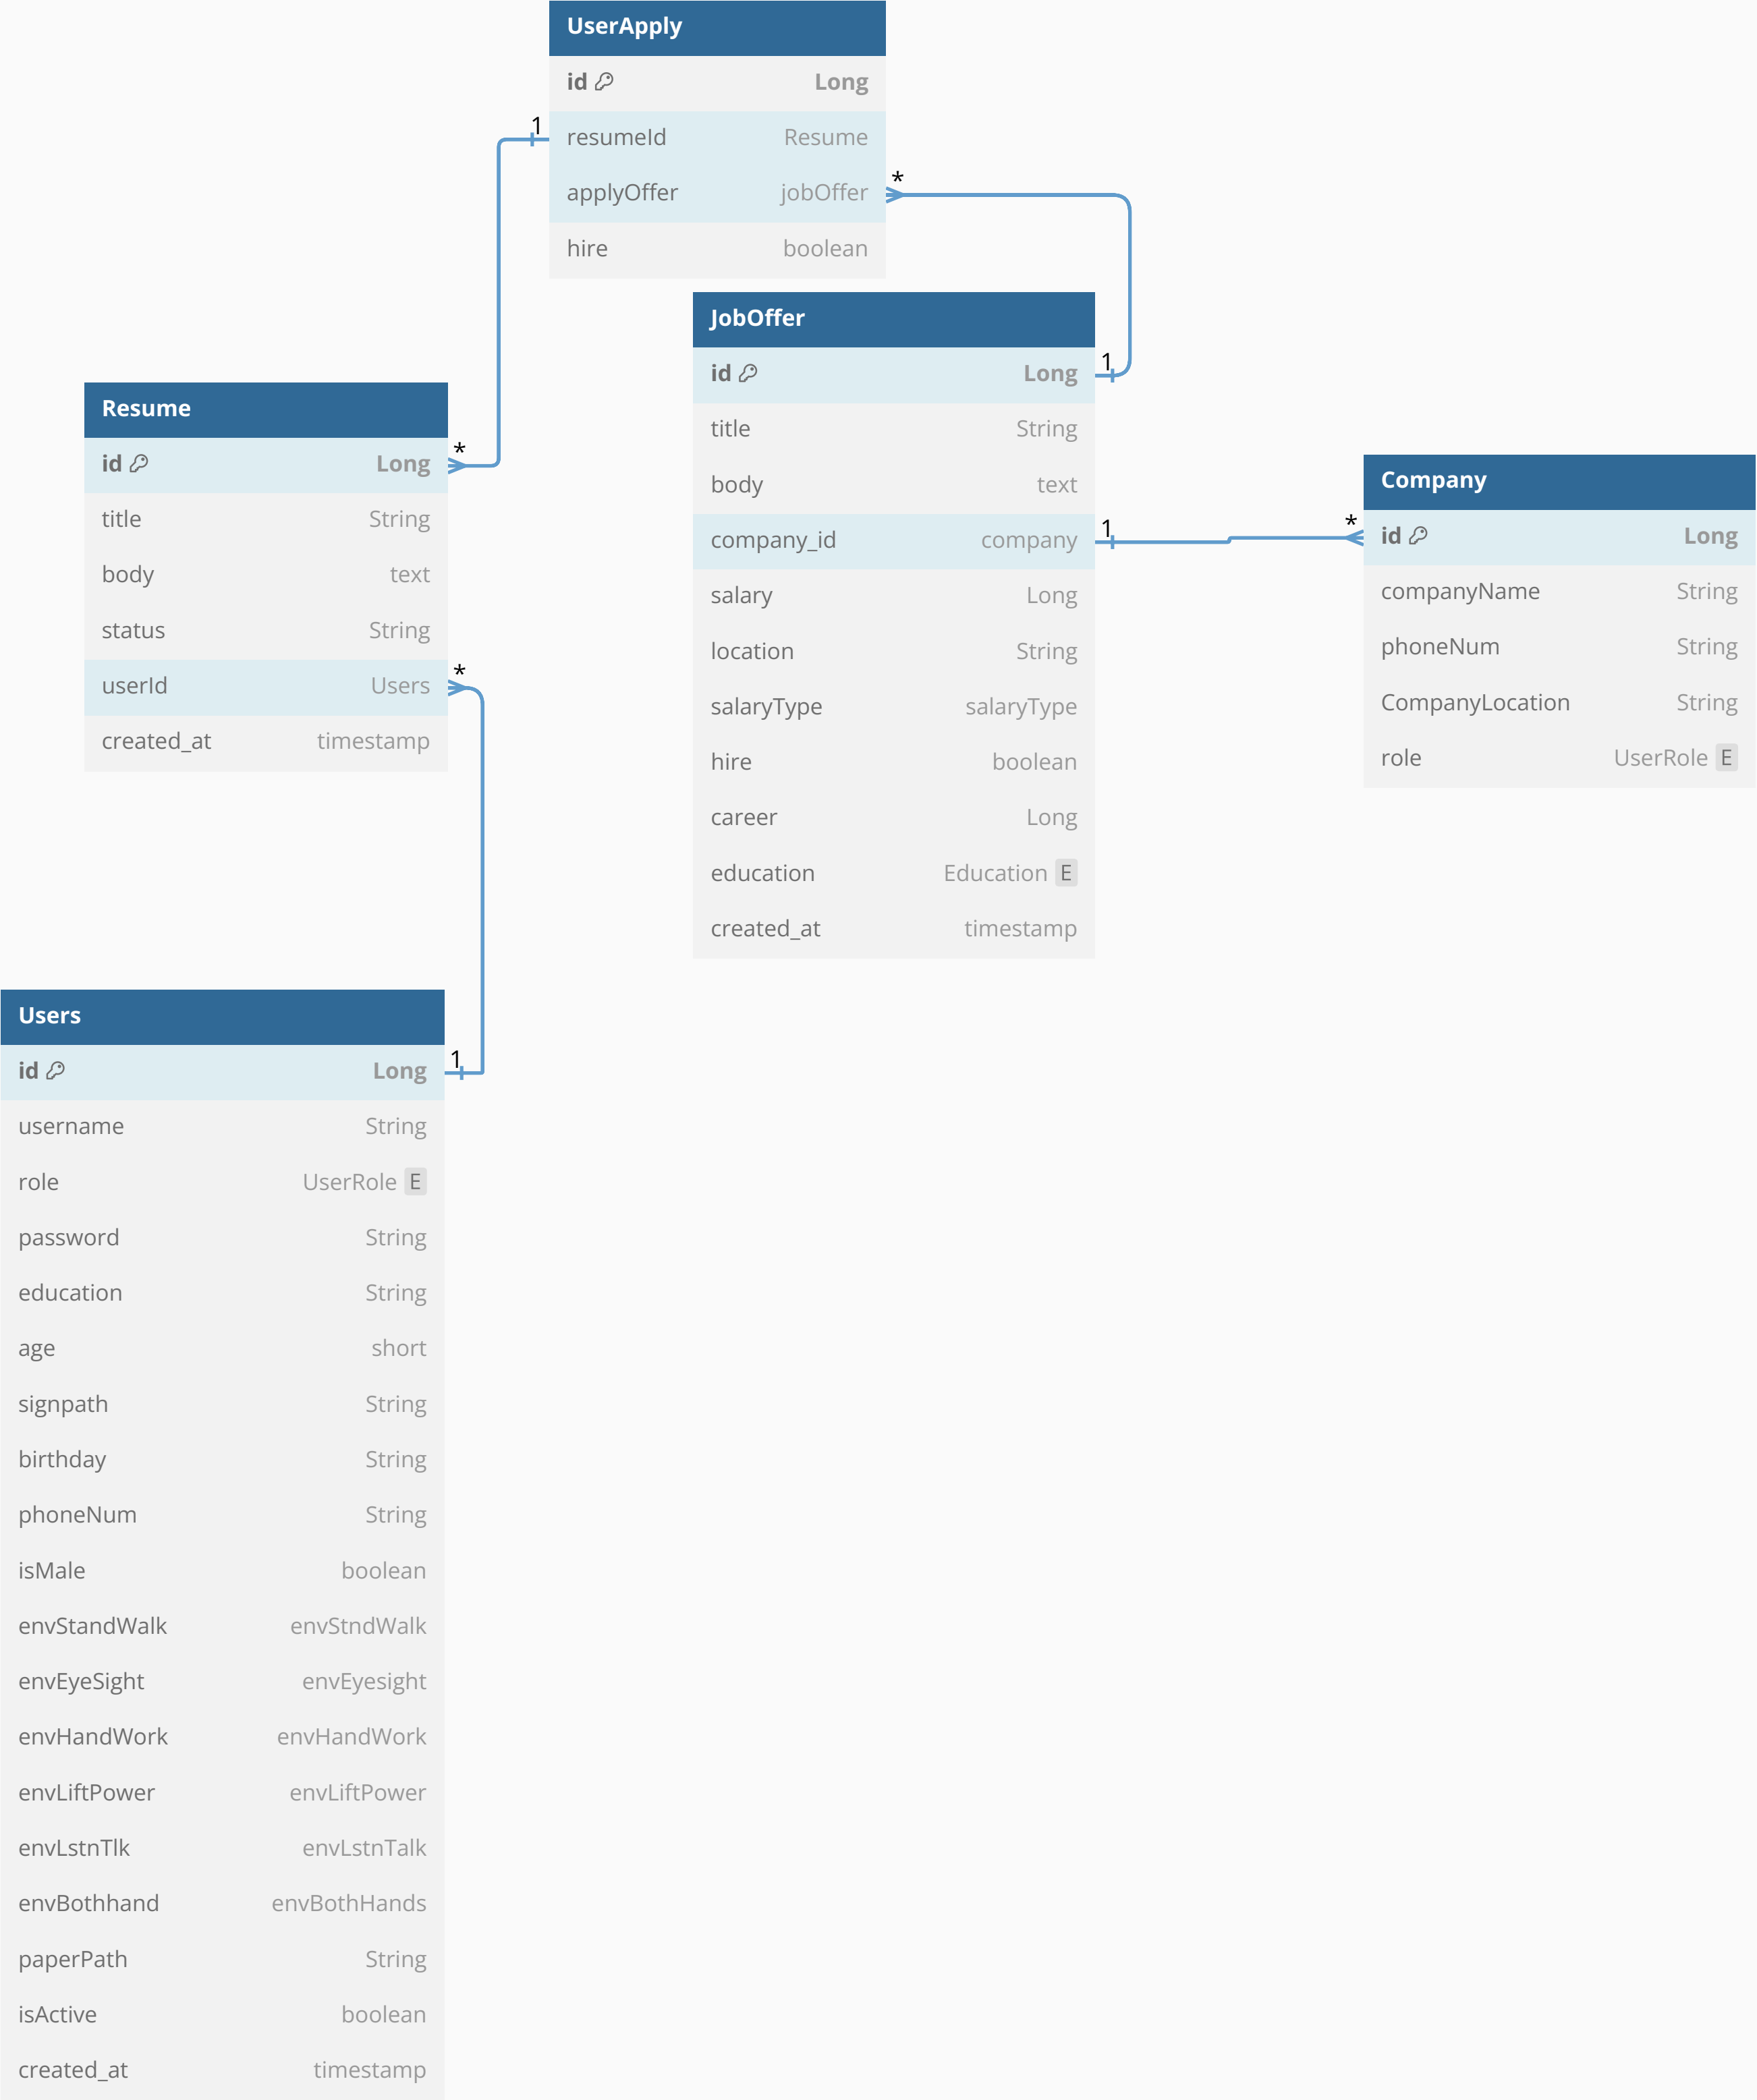 UserApply
id Long
1
resumeId Resume
*
applyOffer jobOffer
hire boolean
JobOffer
id Long
1
title String
body text
company_id company
1
salary Long
location String
salaryType salaryType
hire boolean
career Long
education Education E
created_at timestamp
Resume
id Long
*
title String
body text
status String
userId Users
*
created_at timestamp
Company
*
id Long
companyName String
phoneNum String
CompanyLocation String
role UserRole E
Users
id Long
1
username String
role UserRole E
password String
education String
age short
signpath String
birthday String
phoneNum String
isMale boolean
envStandWalk envStndWalk
envEyeSight envEyesight
envHandWork envHandWork
envLiftPower envLiftPower
envLstnTlk envLstnTalk
envBothhand envBothHands
paperPath String
isActive boolean
created_at timestamp